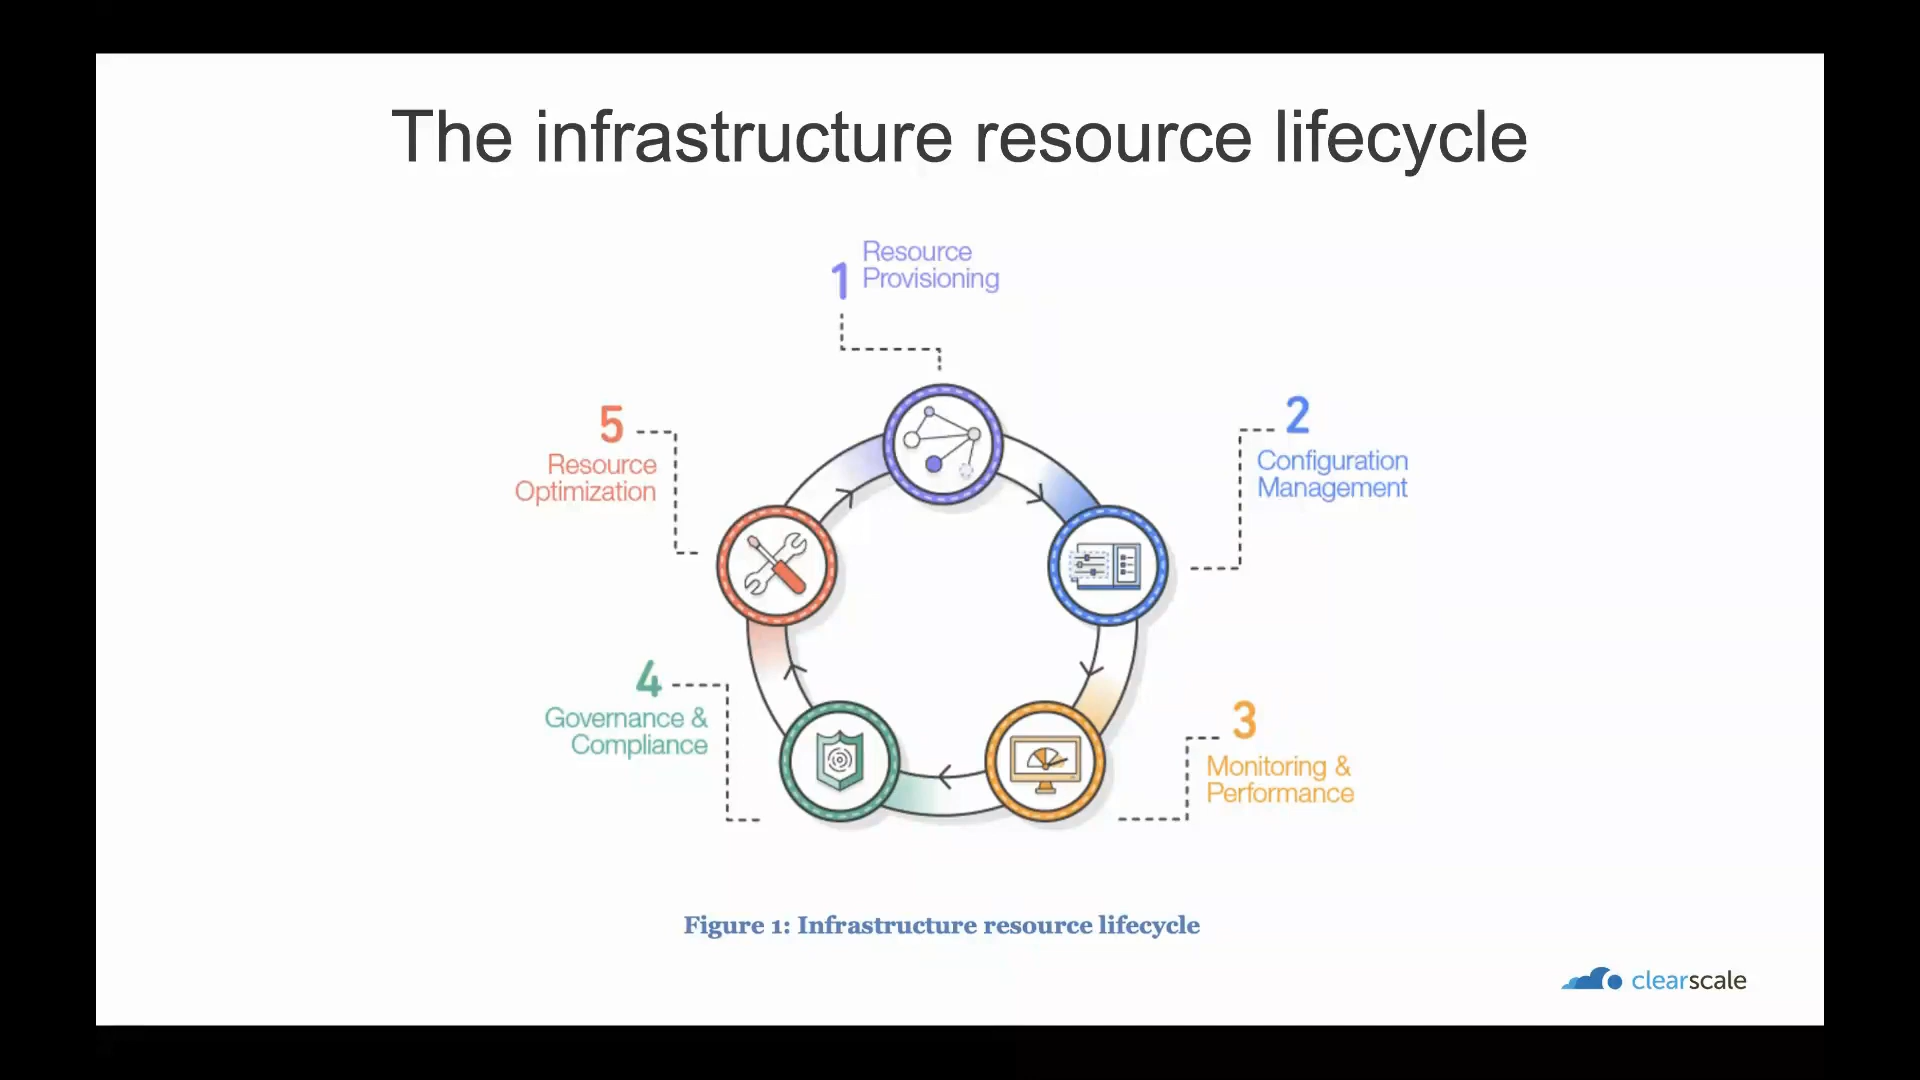 The infrastructure resource lifecycle
1
Resource
Provisioning
2
Configuration
Management
3
Monitoring &
Performance
4
Governance &
Compliance
5
Resource
Optimization
Figure 1: Infrastructure resource lifecycle
clearscale